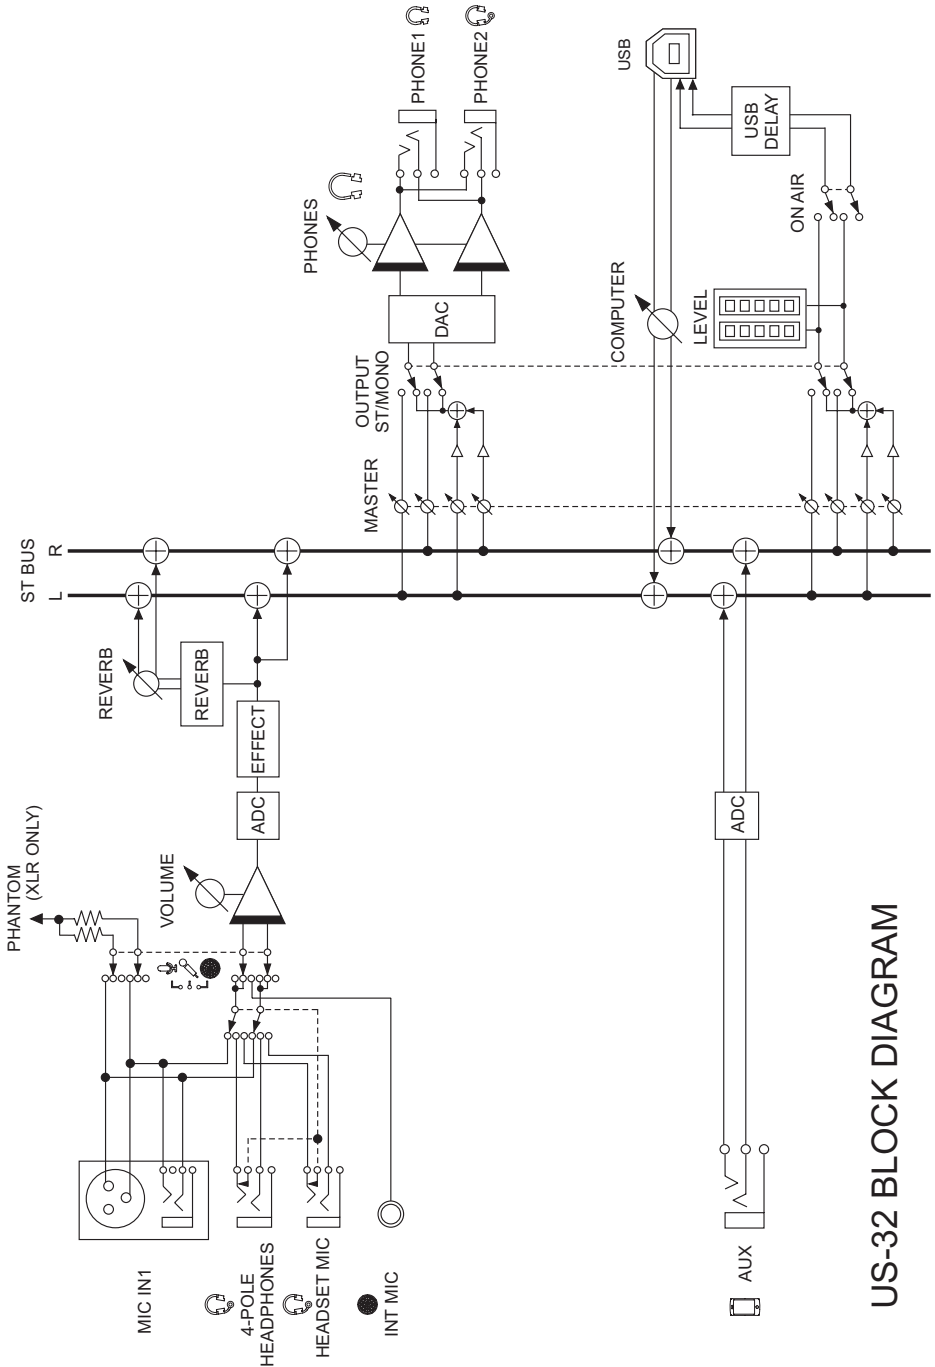 US-32 BLOCK DIAGRAM
MIC IN1
4-POLE
HEADPHONES
HEADSET MIC
INT MIC
AUX
PHANTOM
(XLR ONLY)
VOLUME
ADC
EFFECT
REVERB
REVERB
ADC
ST BUS
L
R
MASTER
OUTPUT
ST/MONO
DAC
PHONES
PHONE1
PHONE2
COMPUTER
LEVEL
ON AIR
USB
DELAY
USB